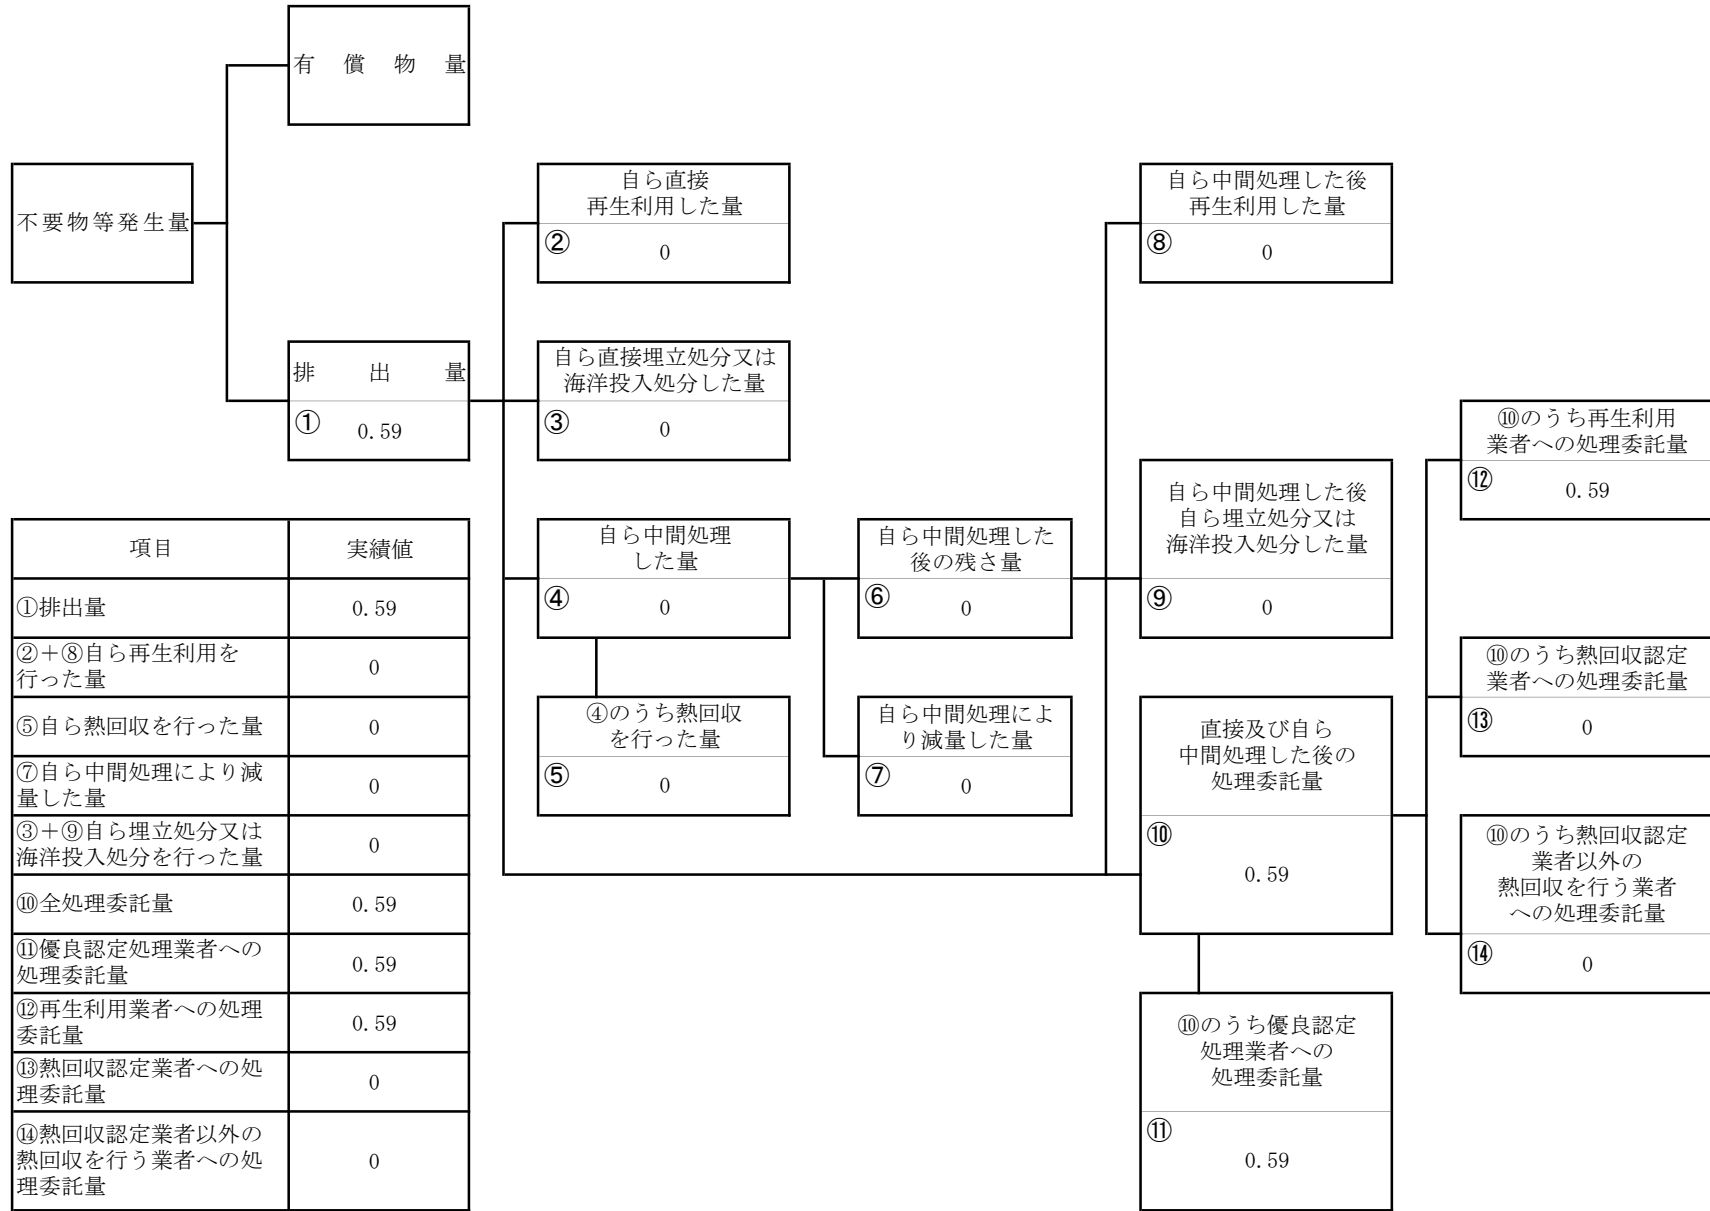 有償物量
不要物等発生量
排出量
① 0.59
自ら直接
再生利用した量
② 0
自ら直接埋立処分又は
海洋投入処分した量
③ 0
自ら中間処理
した量
④ 0
④のうち熱回収
を行った量
⑤ 0
自ら中間処理した
後の残さ量
⑥ 0
自ら中間処理によ
り減量した量
⑦ 0
自ら中間処理した後
再生利用した量
⑧ 0
自ら中間処理した後
自ら埋立処分又は
海洋投入処分した量
⑨ 0
直接及び自ら
中間処理した後の
処理委託量
⑩
0.59
⑩のうち優良認定
処理業者への
処理委託量
⑪
0.59
⑩のうち再生利用
業者への処理委託量
⑫ 0.59
⑩のうち熱回収認定
業者への処理委託量
⑬ 0
⑩のうち熱回収認定
業者以外の
熱回収を行う業者
への処理委託量
⑭ 0
項目 実績値
①排出量 0.59
②+⑧自ら再生利用を
行った量 0
⑤自ら熱回収を行った量 0
⑦自ら中間処理により減
量した量 0
③+⑨自ら埋立処分又は
海洋投入処分を行った量 0
⑩全処理委託量 0.59
⑪優良認定処理業者への
処理委託量 0.59
⑫再生利用業者への処理
委託量 0.59
⑬熱回収認定業者への処
理委託量 0
⑭熱回収認定業者以外の
熱回収を行う業者への処
理委託量 0